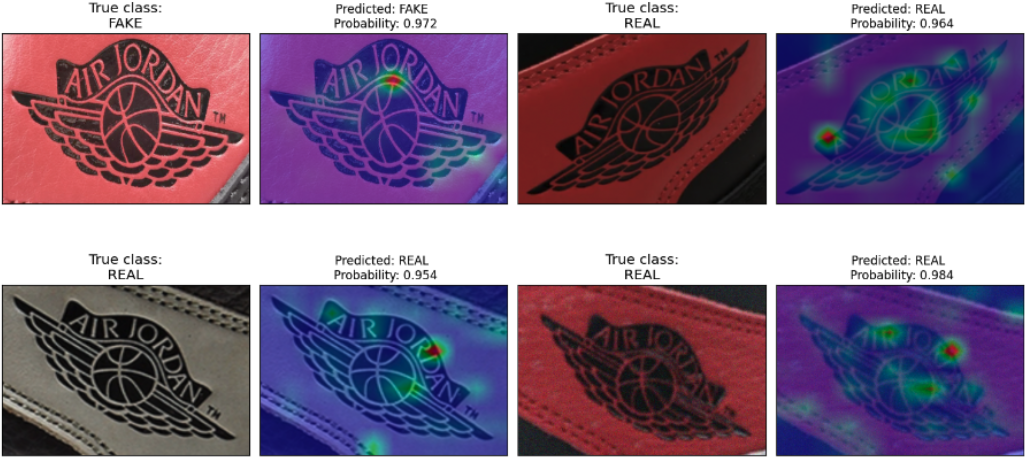 True class:
FAKE
Predicted: FAKE
Probability: 0.972
True class:
REAL
Predicted: REAL
Probability: 0.964
AIR JORDAN
TM
AIR JORDAN
TM
AIR JORDAN
TM
AIR JORDAN
TM
True class:
REAL
Predicted: REAL
Probability: 0.954
True class:
REAL
Predicted: REAL
Probability: 0.984
AIR JORDAN
TM
AIR JORDAN
TM
AIR JORDAN
AIR JORDAN